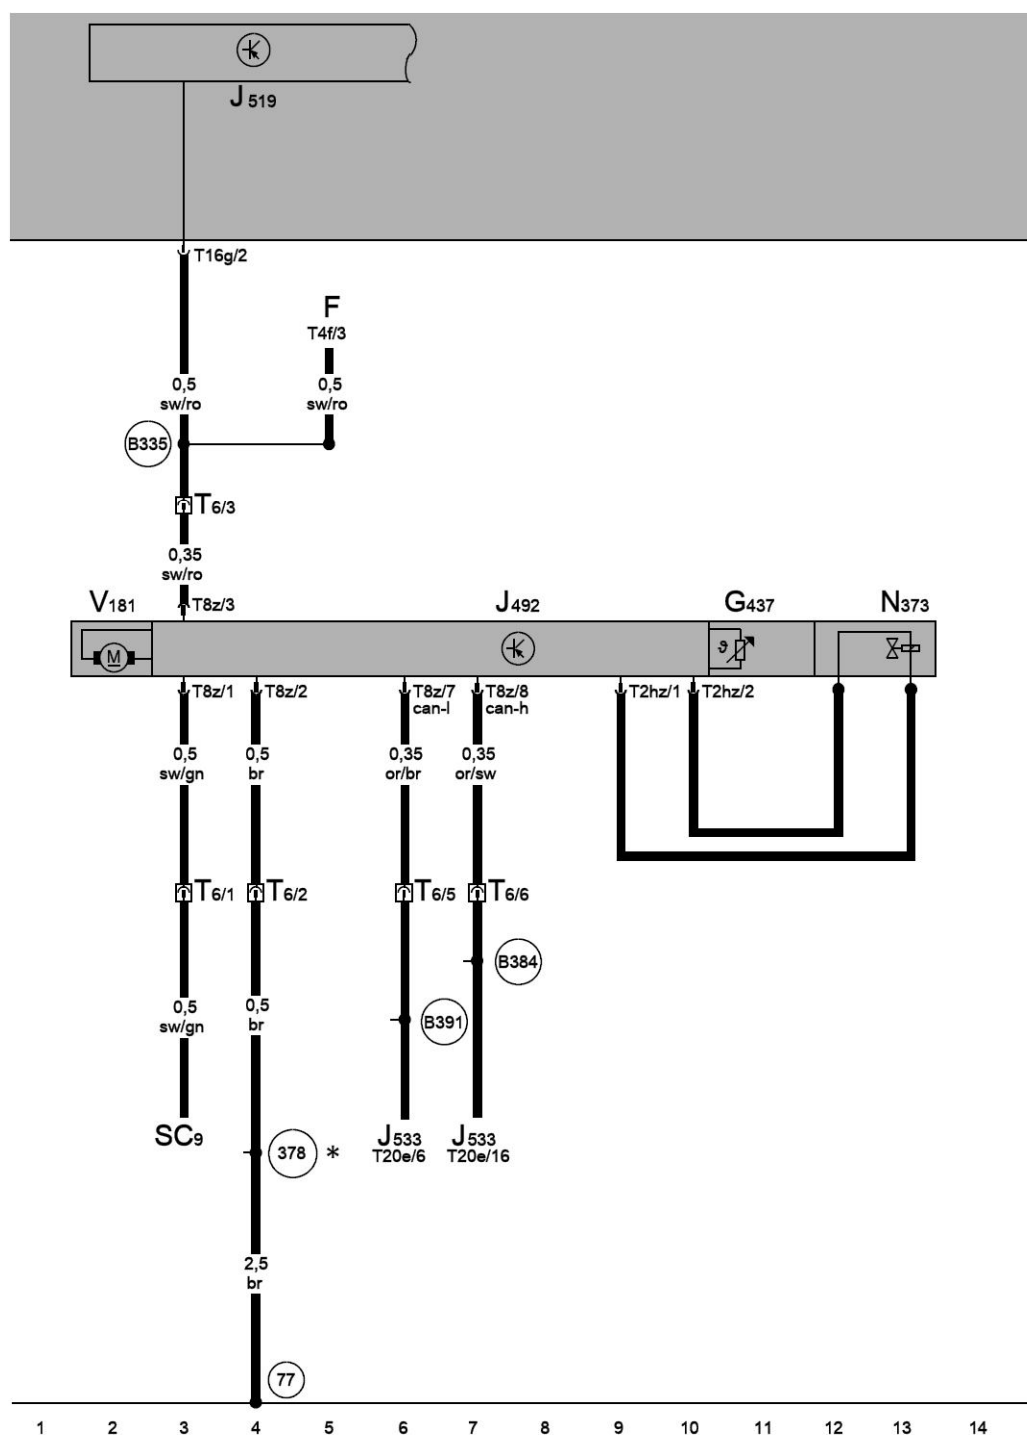 J 519
T16g/2
F
T4f/3
0,5
sw/ro
0,5
sw/ro
B335
T6/3
0,35
sw/ro
T8z/3
V181
J492
G437
N373
M
ϑ
T8z/1
T8z/2
T8z/7
can-l
T8z/8
can-h
T2hz/1
T2hz/2
0,5
sw/gn
0,5
br
0,35
or/br
0,35
or/sw
T6/1
T6/2
T6/5
T6/6
B384
0,5
sw/gn
0,5
br
B391
SC9
J533
T20e/6
J533
T20e/16
378 *
2,5
br
77
1 2 3 4 5 6 7 8 9 10 11 12 13 14